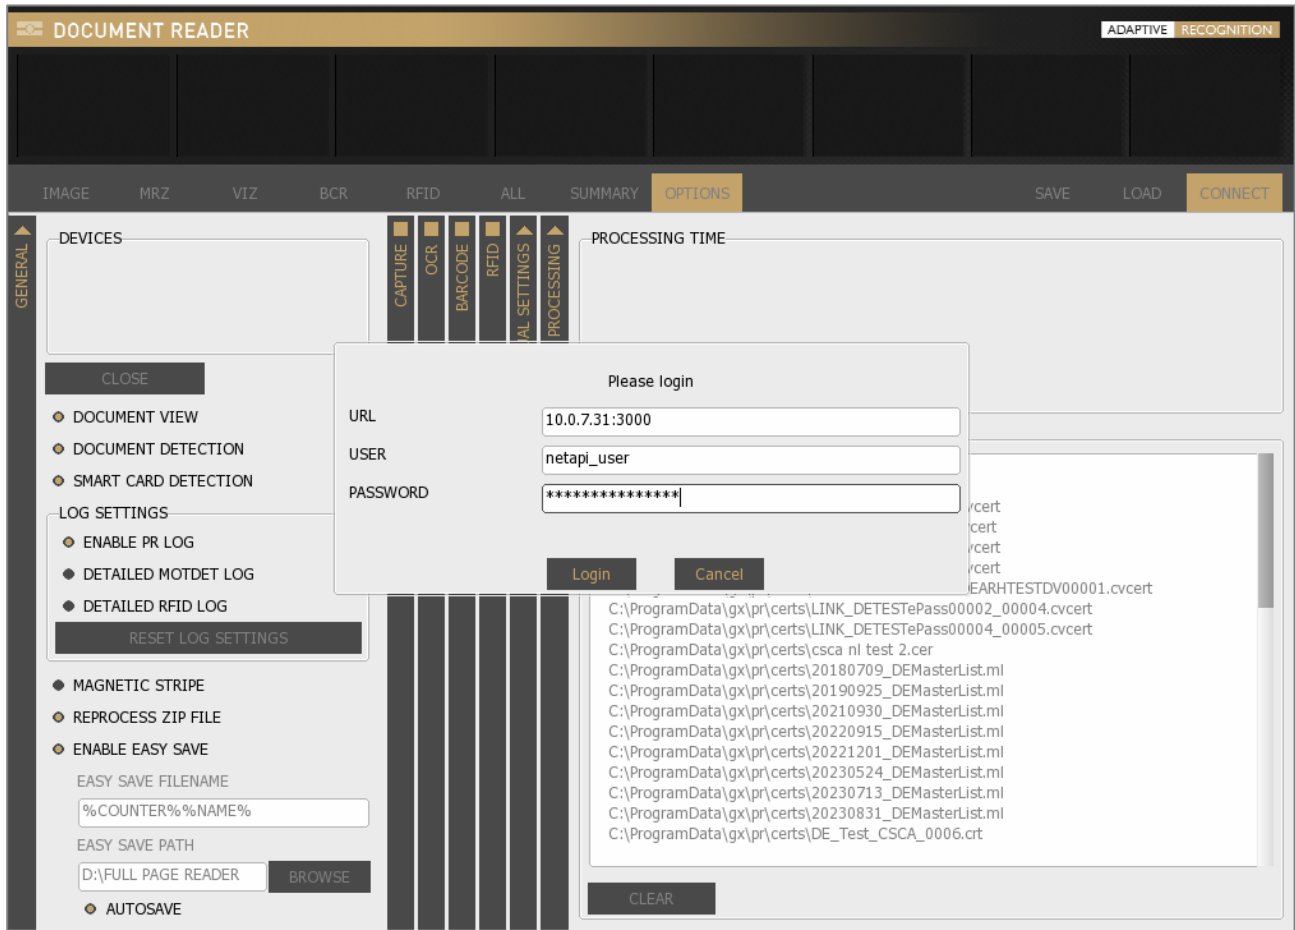 DOCUMENT READER
ADAPTIVE RECOGNITION
IMAGE MRZ VIZ BCR RFID ALL SUMMARY OPTIONS SAVE LOAD CONNECT
GENERAL
DEVICES
CLOSE
DOCUMENT VIEW
DOCUMENT DETECTION
SMART CARD DETECTION
LOG SETTINGS
ENABLE PR LOG
DETAILED MOTDET LOG
DETAILED RFID LOG
RESET LOG SETTINGS
MAGNETIC STRIPE
REPROCESS ZIP FILE
ENABLE EASY SAVE
EASY SAVE FILENAME
%COUNTER%%NAME%
EASY SAVE PATH
D:\FULL PAGE READER BROWSE
AUTOSAVE
CAPTURE
OCR
BARCODE
RFID
AL SETTINGS
PROCESSING
PROCESSING TIME
Please login
URL 10.0.7.31:3000
USER netapi_user
PASSWORD ***************
Login Cancel
vcert
cert
vcert
vcert
EARHTESTDV00001.cvcert
C:\ProgramData\gx\pr\certs\LINK_DETESTePass00002_00004.cvcert
C:\ProgramData\gx\pr\certs\LINK_DETESTePass00004_00005.cvcert
C:\ProgramData\gx\pr\certs\csca nl test 2.cer
C:\ProgramData\gx\pr\certs\20180709_DEMasterList.ml
C:\ProgramData\gx\pr\certs\20190925_DEMasterList.ml
C:\ProgramData\gx\pr\certs\20210930_DEMasterList.ml
C:\ProgramData\gx\pr\certs\20220915_DEMasterList.ml
C:\ProgramData\gx\pr\certs\20221201_DEMasterList.ml
C:\ProgramData\gx\pr\certs\20230524_DEMasterList.ml
C:\ProgramData\gx\pr\certs\20230713_DEMasterList.ml
C:\ProgramData\gx\pr\certs\20230831_DEMasterList.ml
C:\ProgramData\gx\pr\certs\DE_Test_CSCA_0006.crt
CLEAR